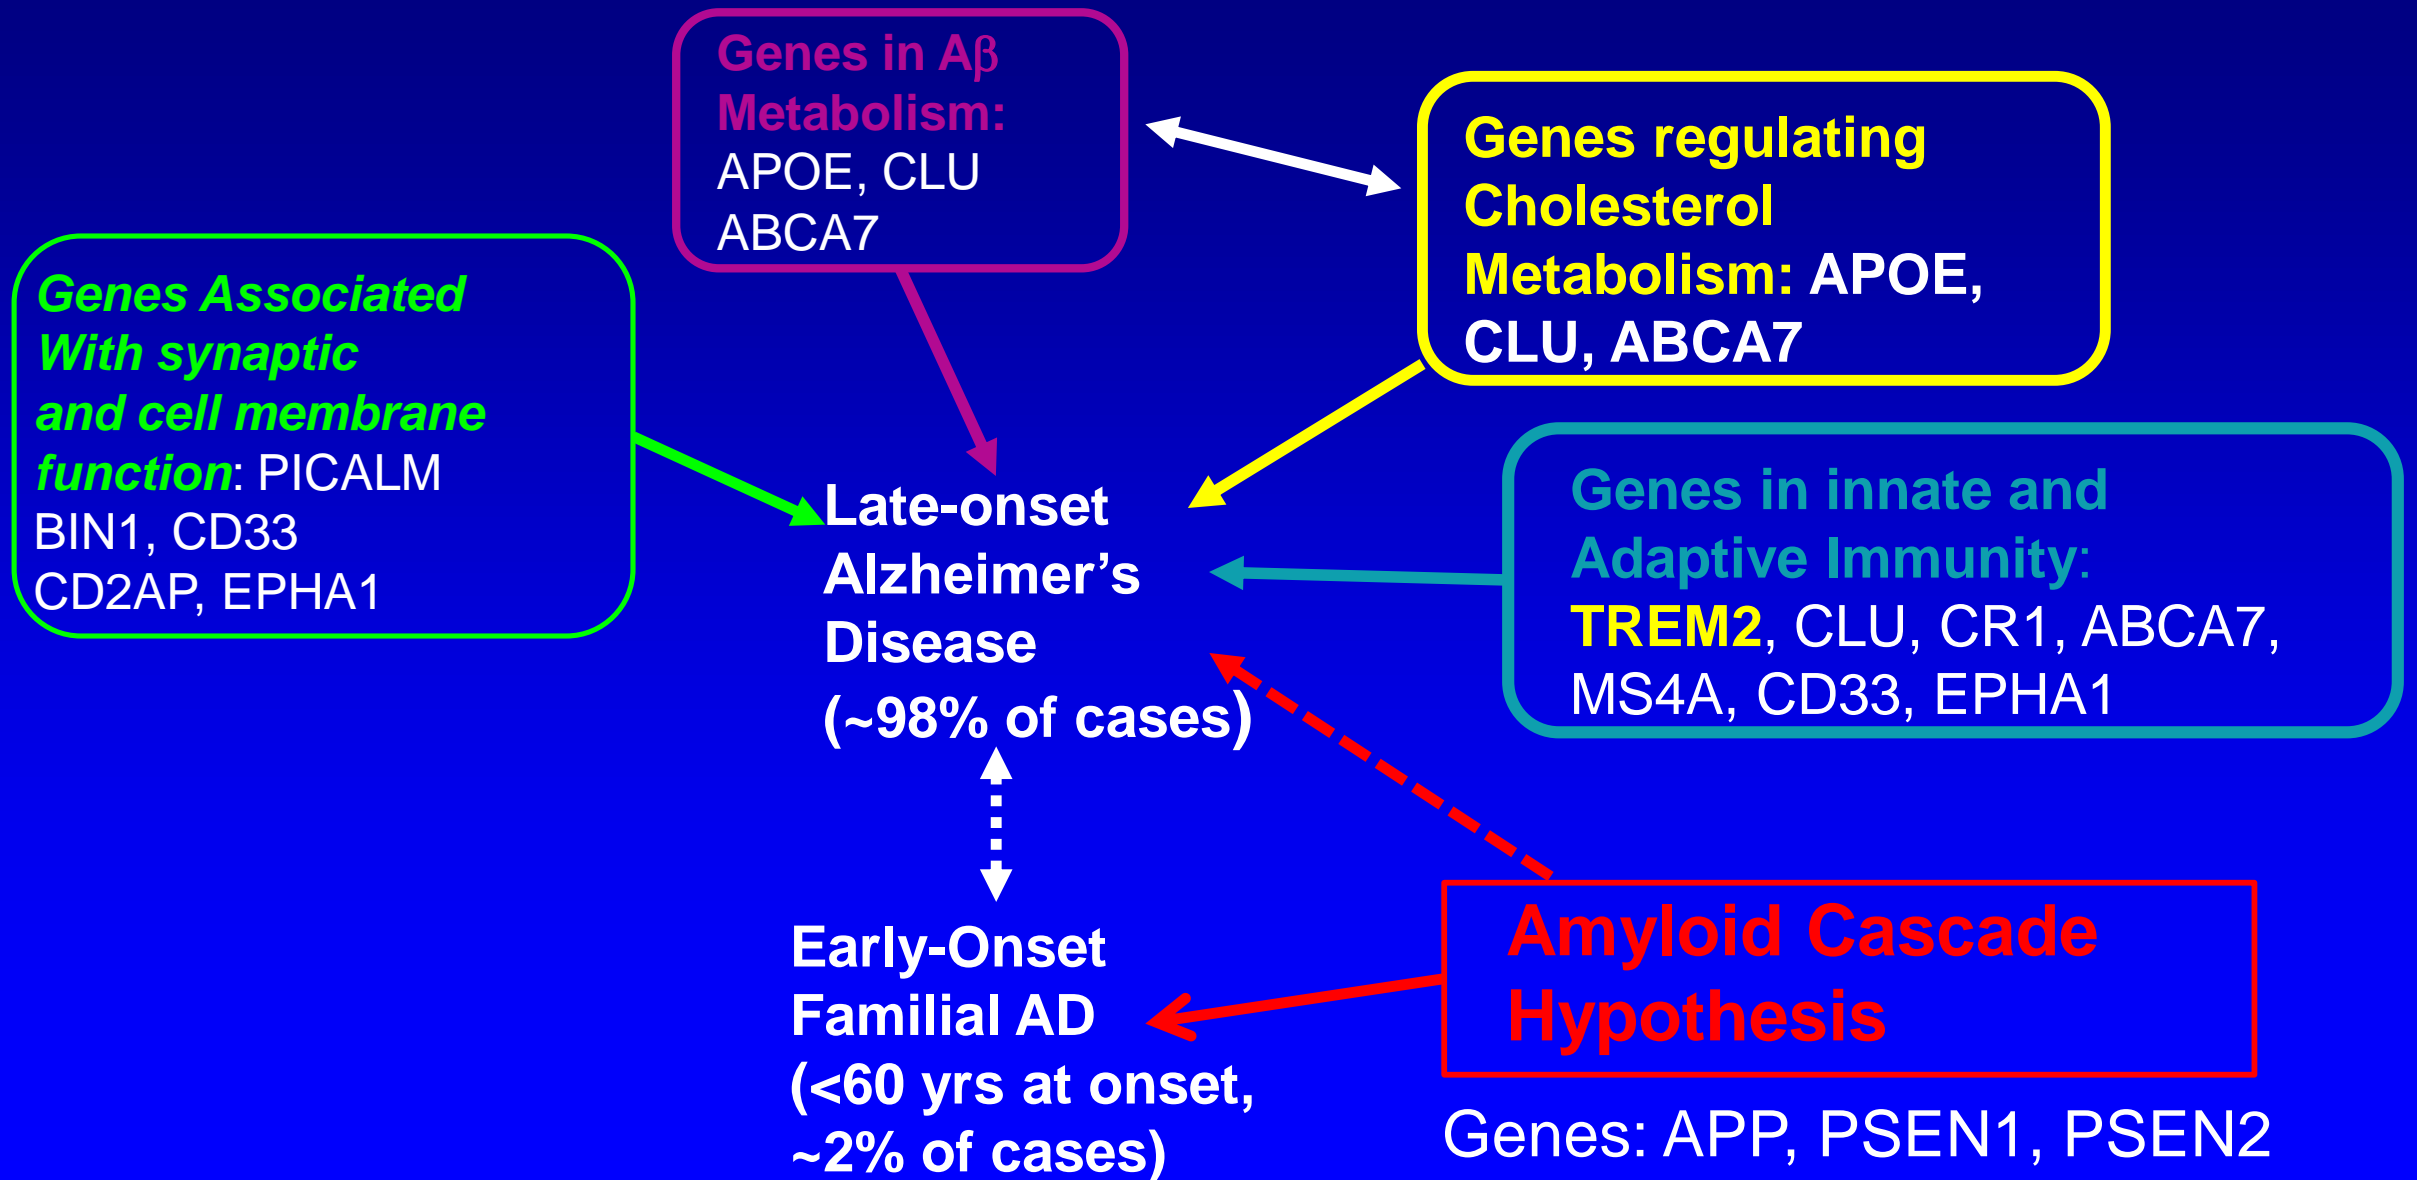 Genes in Aβ
Metabolism:
APOE, CLU
ABCA7
Genes regulating
Cholesterol
Metabolism: APOE,
CLU, ABCA7
Genes Associated
With synaptic
and cell membrane
function: PICALM
BIN1, CD33
CD2AP, EPHA1
Late-onset
Alzheimer’s
Disease
(~98% of cases)
Genes in innate and
Adaptive Immunity:
TREM2, CLU, CR1, ABCA7,
MS4A, CD33, EPHA1
Early-Onset
Familial AD
(<60 yrs at onset,
~2% of cases)
Amyloid Cascade
Hypothesis
Genes: APP, PSEN1, PSEN2